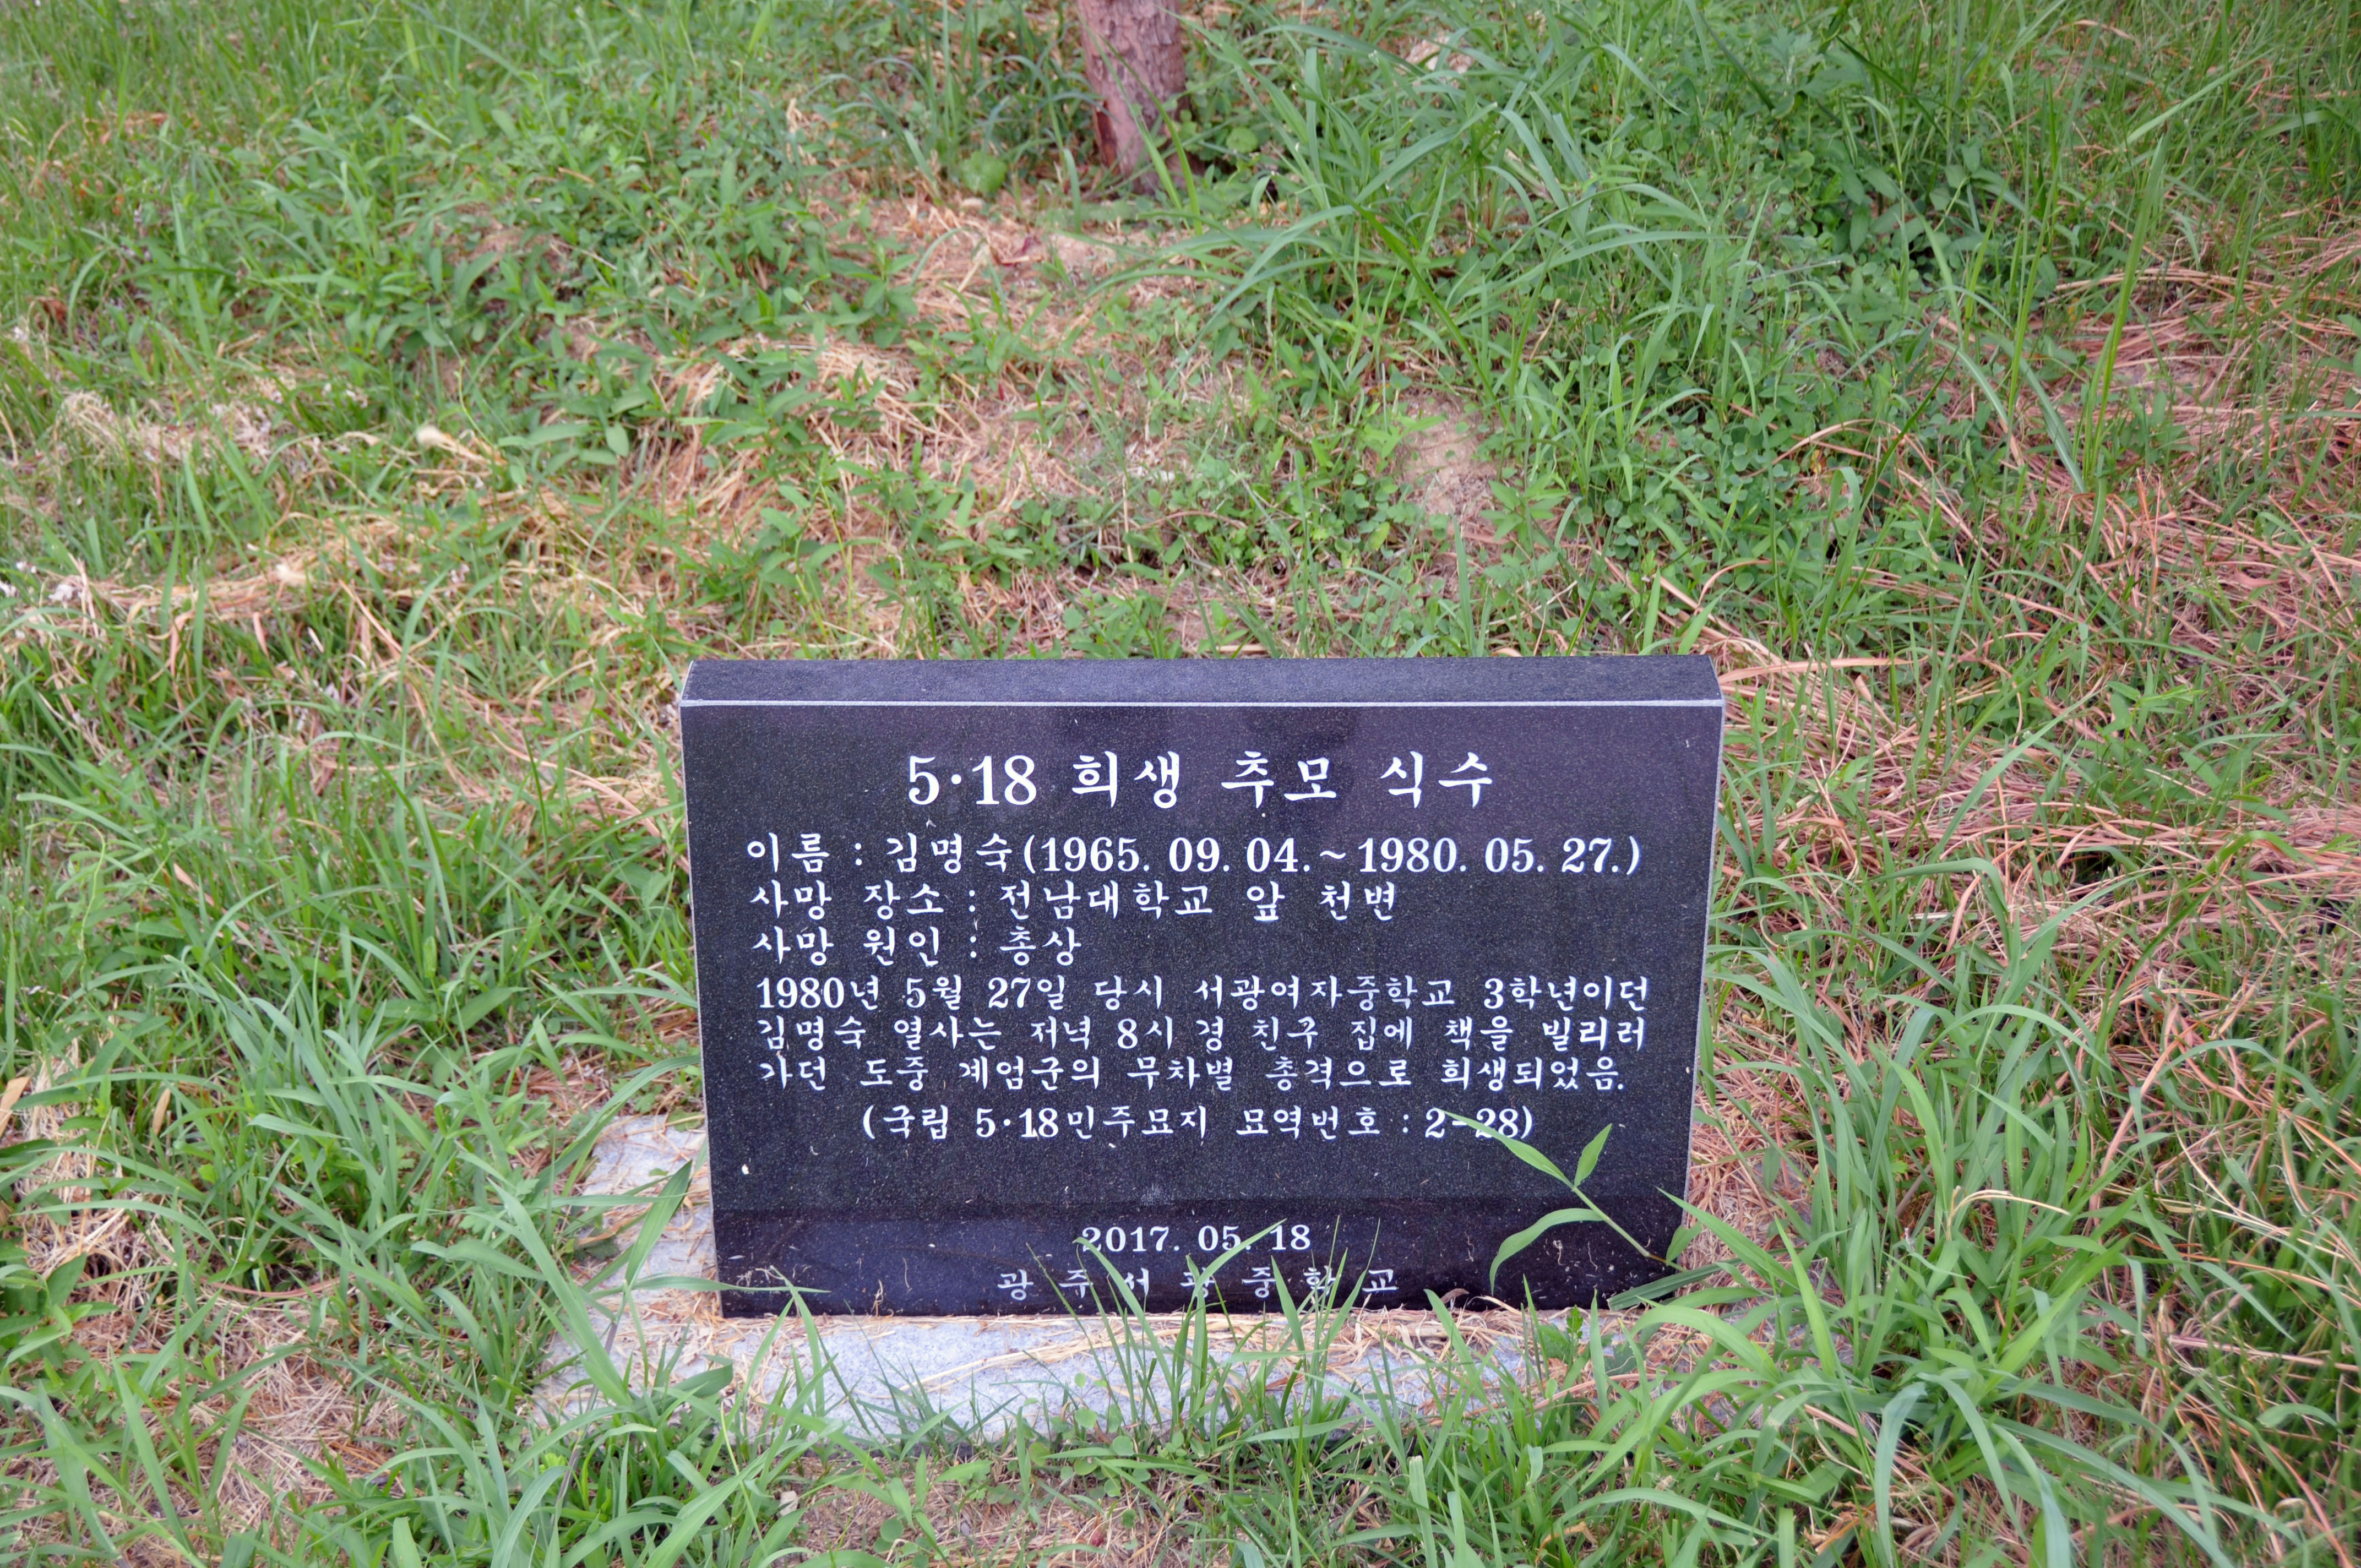 5·18 희생 추모 식수
이름 : 김명숙(1965. 09. 04.~1980. 05. 27.)
사망 장소 : 전남대학교 앞 천변
사망 원인 : 총상
1980년 5월 27일 당시 서광여자중학교 3학년이던
김명숙 열사는 저녁 8시 경 친구 집에 책을 빌리러
가던 도중 계엄군의 무차별 총격으로 희생되었음.
(국립 5·18민주묘지 묘역번호 : 2-28)
2017. 05. 18
광주서광중학교